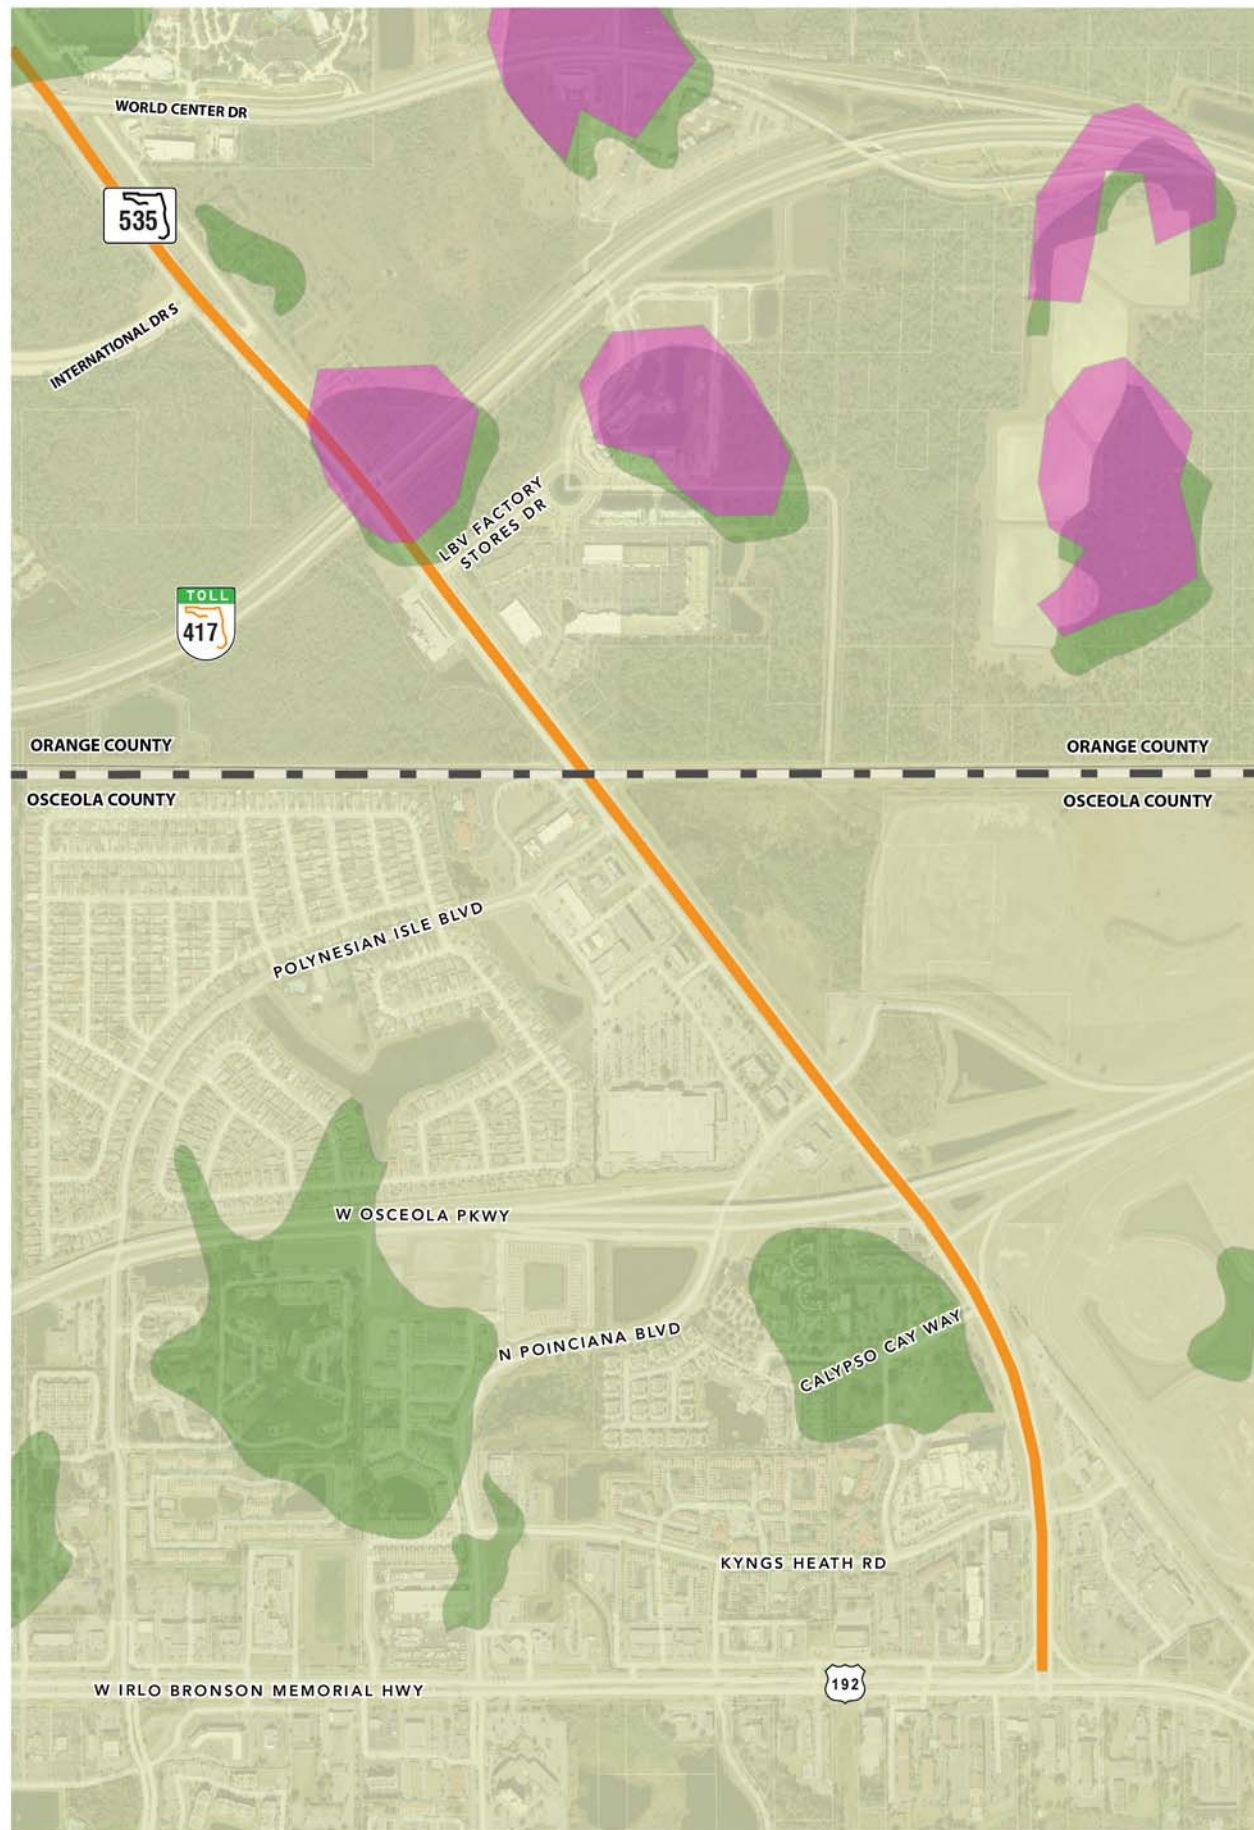 WORLD CENTER DR
535
INTERNATIONAL DR S
LBV FACTORY
STORES DR
TOLL
417
ORANGE COUNTY
ORANGE COUNTY
OSCEOLA COUNTY
OSCEOLA COUNTY
POLYNESIAN ISLE BLVD
W OSCEOLA PKWY
N POINCIANA BLVD
CALYPSO CAY WAY
KYNGS HEATH RD
W IRLO BRONSON MEMORIAL HWY
192